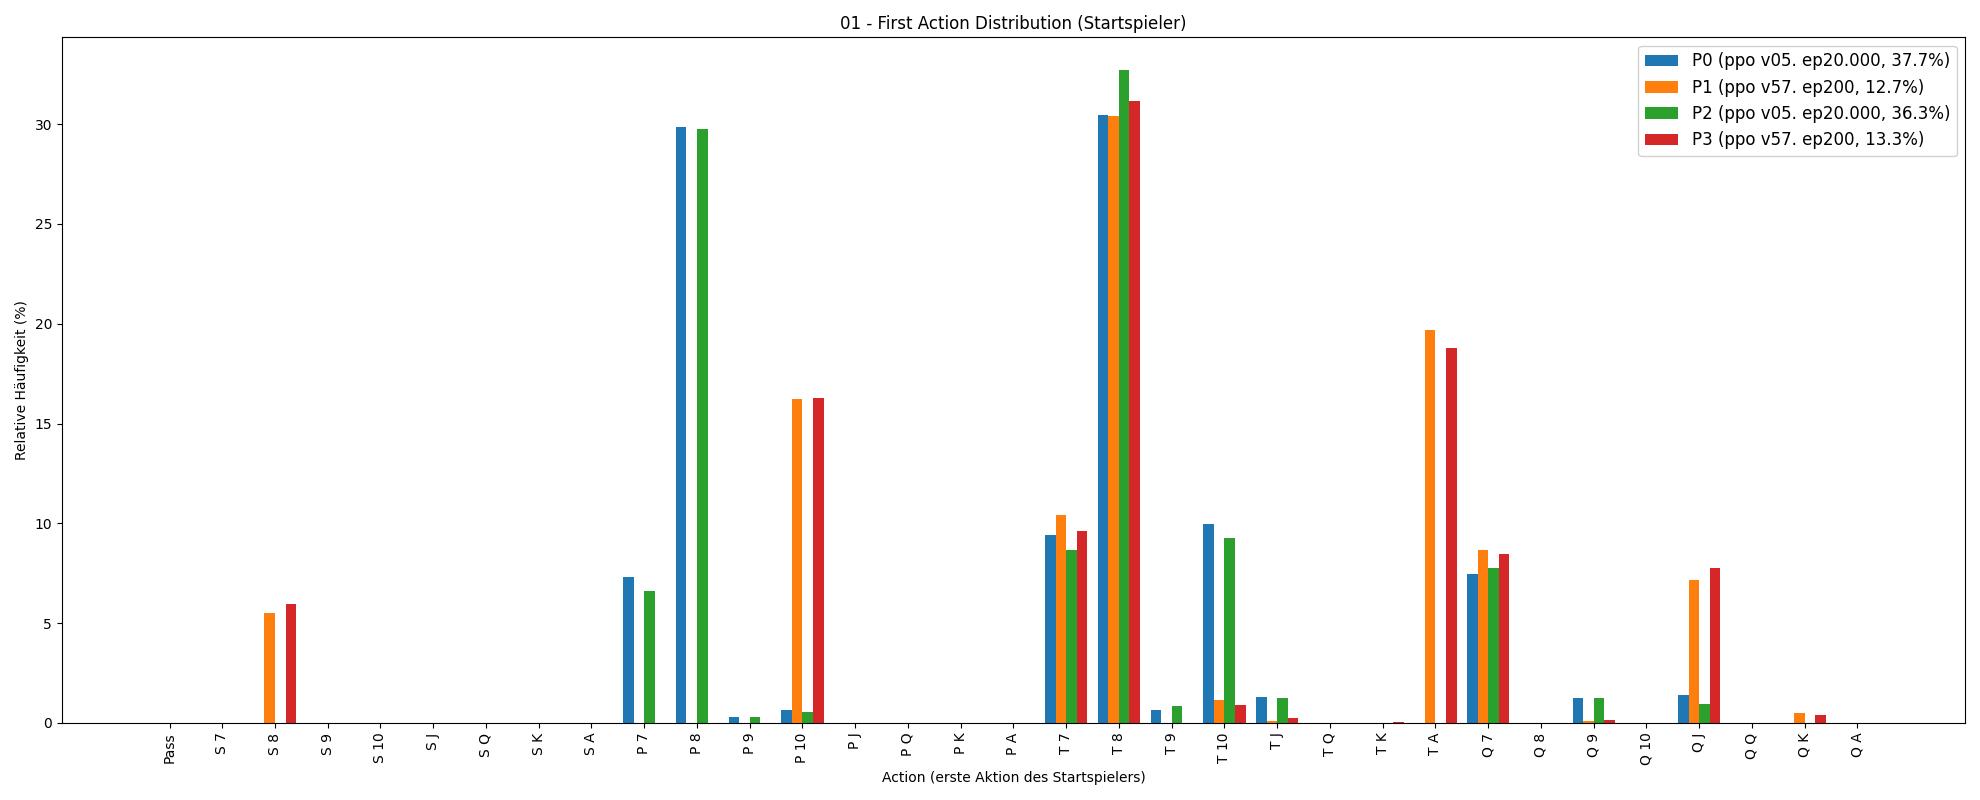 01 - First Action Distribution (Startspieler)
P0 (ppo v05. ep20.000, 37.7%)
P1 (ppo v57. ep200, 12.7%)
P2 (ppo v05. ep20.000, 36.3%)
P3 (ppo v57. ep200, 13.3%)
Relative Häufigkeit (%)
30
25
20
15
10
5
0
Pass
S 7
S 8
S 9
S 10
S J
S Q
S K
S A
P 7
P 8
P 9
P 10
P J
P Q
P K
P A
T 7
T 8
T 9
T 10
T J
T Q
T K
T A
Q 7
Q 8
Q 9
Q 10
Q J
Q Q
Q K
Q A
Action (erste Aktion des Startspielers)